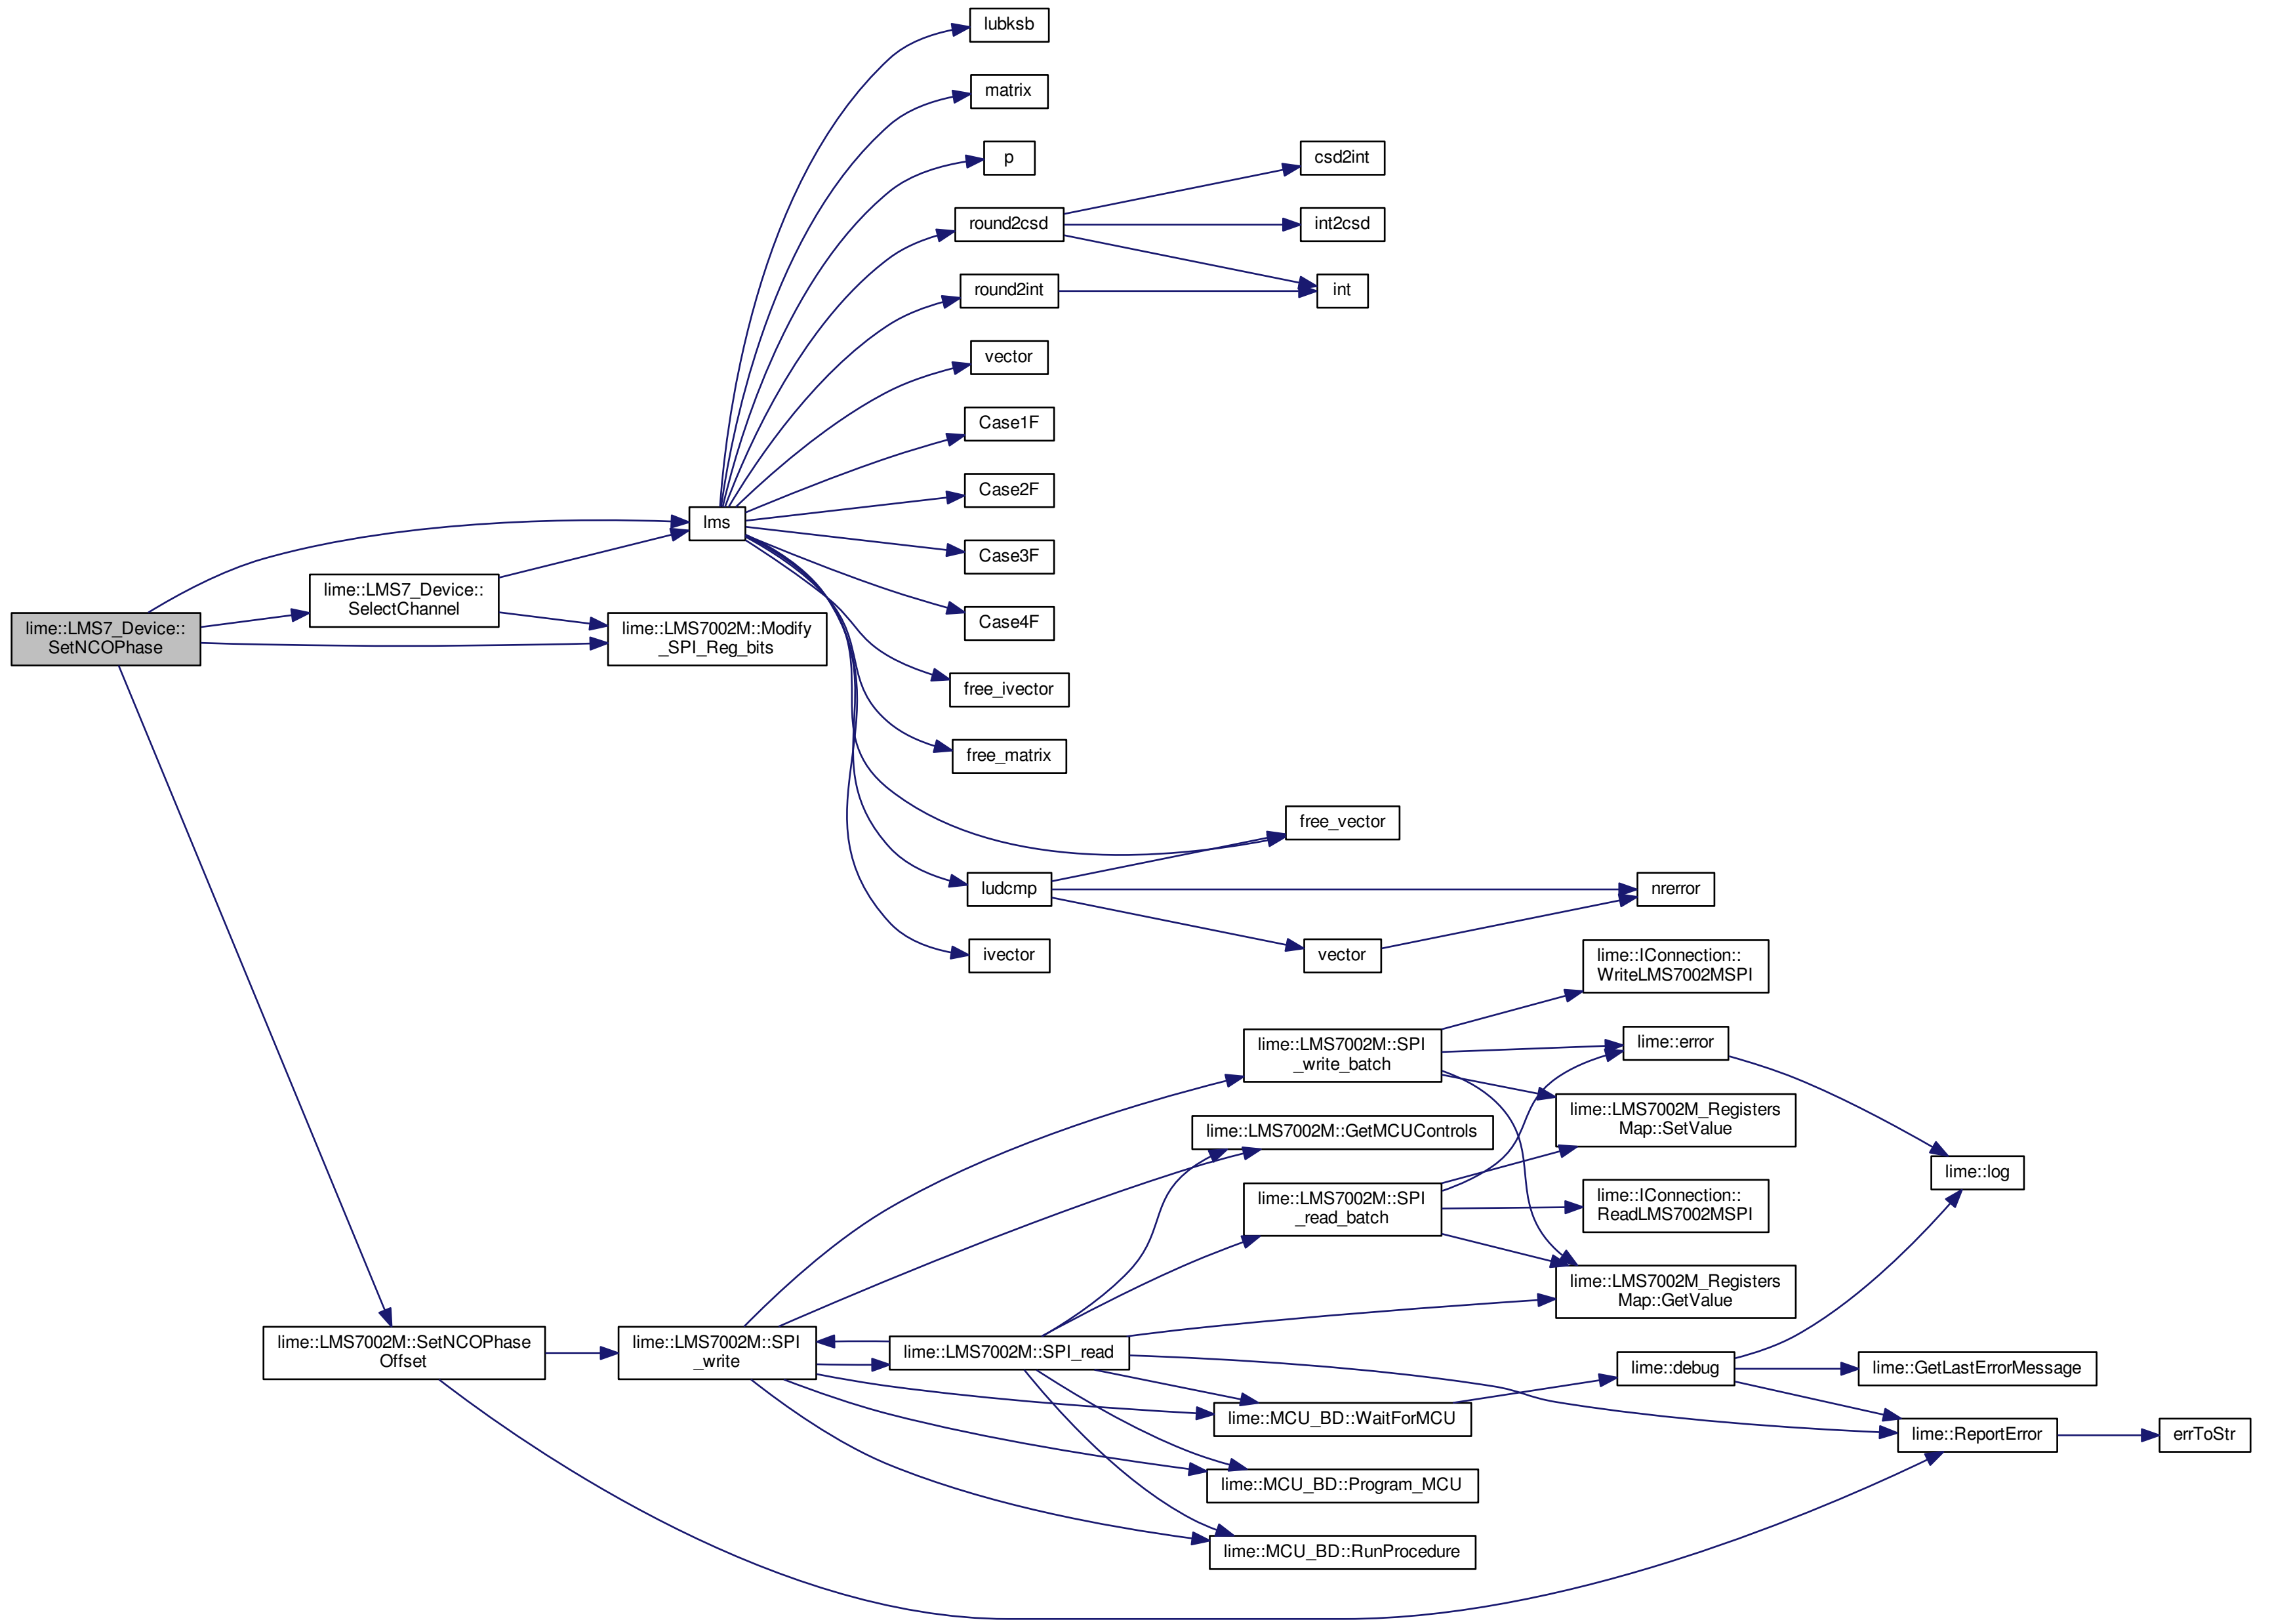 lubksb
matrix
p
csd2int
round2csd
int2csd
round2int
int
vector
Case1F
Case2F
lms
Case3F
lime::LMS7_Device::
SelectChannel
Case4F
lime::LMS7_Device::
SetNCOPhase
lime::LMS7002M::Modify
_SPI_Reg_bits
free_ivector
free_matrix
free_vector
ludcmp
nrerror
ivector
vector
lime::IConnection::
WriteLMS7002MSPI
lime::LMS7002M::SPI
_write_batch
lime::error
lime::LMS7002M_Registers
Map::SetValue
lime::LMS7002M::GetMCUControls
lime::log
lime::LMS7002M::SPI
_read_batch
lime::IConnection::
ReadLMS7002MSPI
lime::LMS7002M_Registers
Map::GetValue
lime::LMS7002M::SetNCOPhase
Offset
lime::LMS7002M::SPI
_write
lime::LMS7002M::SPI_read
lime::debug
lime::GetLastErrorMessage
lime::MCU_BD::WaitForMCU
lime::ReportError
errToStr
lime::MCU_BD::Program_MCU
lime::MCU_BD::RunProcedure